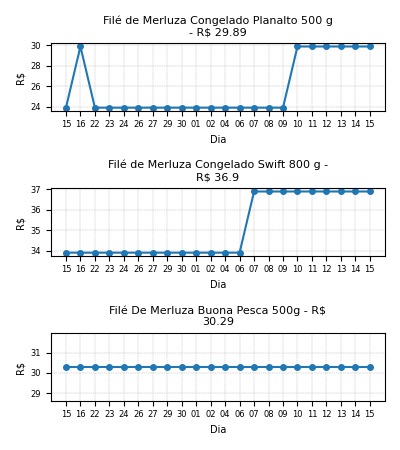 Filé de Merluza Congelado Planalto 500 g
- R$ 29.89
30
28
26
24
R$
15 16 22 23 24 26 27 29 30 01 02 04 06 07 08 09 10 11 12 13 14 15
Dia
Filé de Merluza Congelado Swift 800 g -
R$ 36.9
37
36
35
34
R$
15 16 22 23 24 26 27 29 30 01 02 04 06 07 08 09 10 11 12 13 14 15
Dia
Filé De Merluza Buona Pesca 500g - R$
30.29
31
30
29
R$
15 16 22 23 24 26 27 29 30 01 02 04 06 07 08 09 10 11 12 13 14 15
Dia